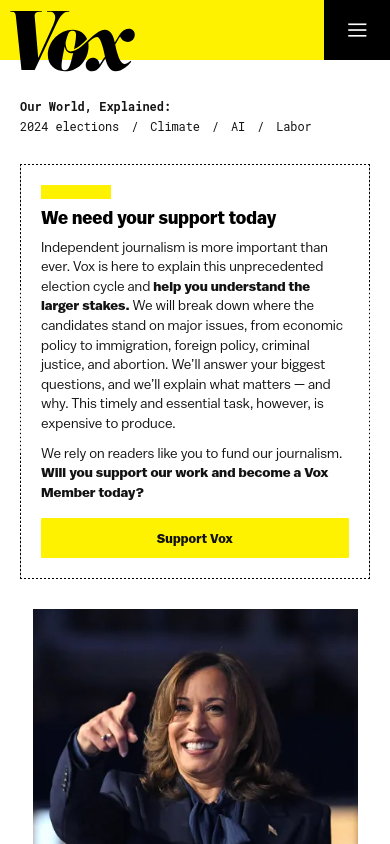 Vox
Our World, Explained:
2024 elections / Climate / AI / Labor
We need your support today
Independent journalism is more important than
ever. Vox is here to explain this unprecedented
election cycle and help you understand the
larger stakes. We will break down where the
candidates stand on major issues, from economic
policy to immigration, foreign policy, criminal
justice, and abortion. We’ll answer your biggest
questions, and we’ll explain what matters — and
why. This timely and essential task, however, is
expensive to produce.
We rely on readers like you to fund our journalism.
Will you support our work and become a Vox
Member today?
Support Vox